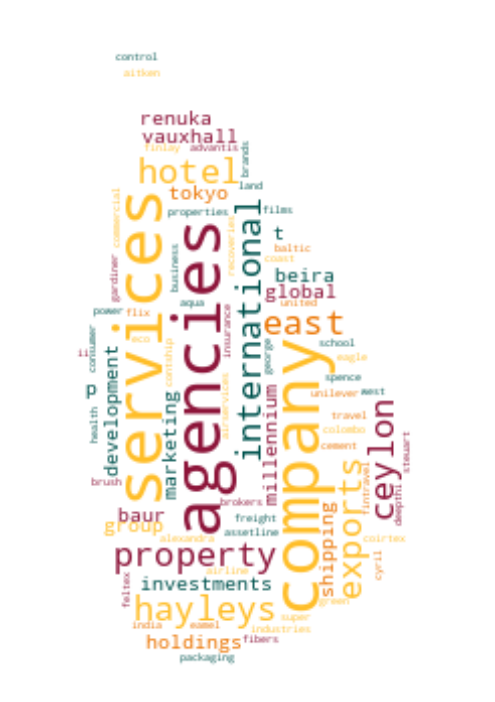 control
aitken
renuka
vauxhall
finlay
advantis
brands
hotel
land
tokyo
commercial
services
properties
agencies
recoveries
international
films
t
baltic
coast
gardiner
business
beira
global
aqua
power
flix
insurance
united
east
eco
consumer
ii
development
caniship
george
company
school
eagle
spence
p
unilever
west
health
marketing
airservices
millennium
travel
ceylon
colombo
stewart
cement
brush
exports
fintravel
deepthi
brokers
shipping
baur
group
freight
assetline
alexandra
coirtex
property
airline
cyril
investments
feltex
hayleys
green
super
india
eamel
industries
holdings
fibers
packaging